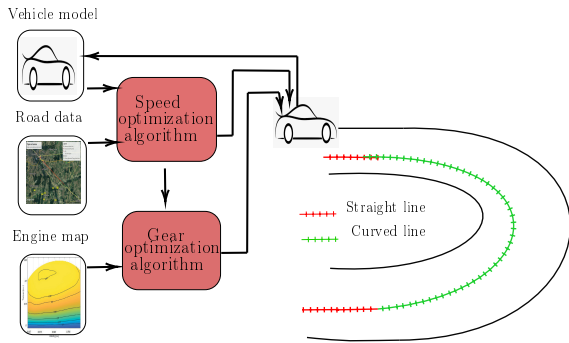 Vehicle model
Road data
Engine map
Speed
optimization
algorithm
Gear
optimization
algorithm
Straight line
Curved line